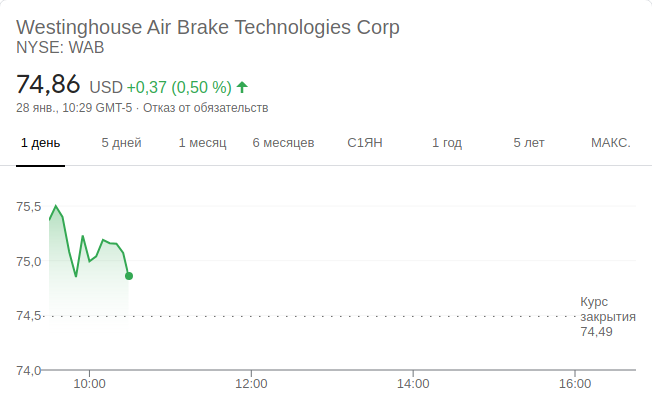 Westinghouse Air Brake Technologies Corp
NYSE: WAB
74,86 USD +0,37 (0,50 %)
28 янв., 10:29 GMT-5 · Отказ от обязательств
1 день 5 дней 1 месяц 6 месяцев С1ЯН 1 год 5 лет МАКС.
75,5
75,0
74,5
74,0
Курс
закрытия
74,49
10:00 12:00 14:00 16:00